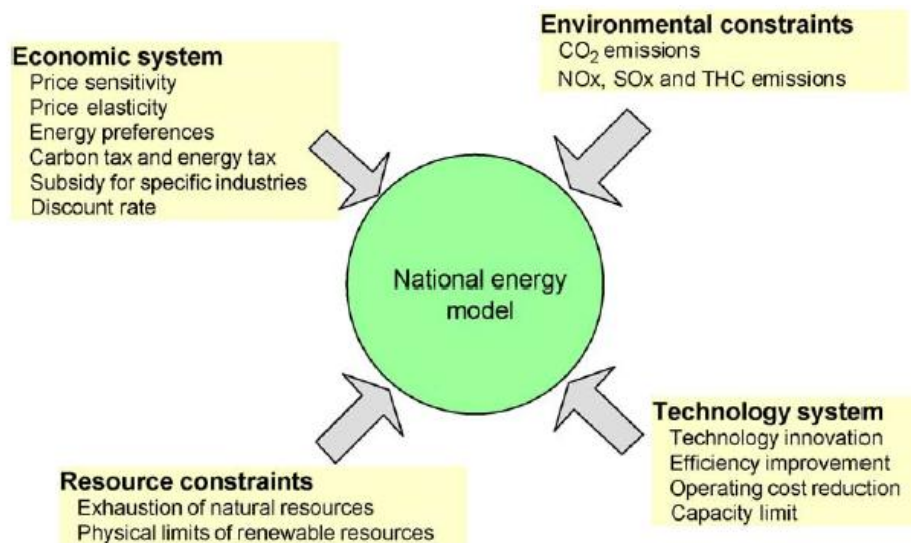 Economic system
Price sensitivity
Price elasticity
Energy preferences
Carbon tax and energy tax
Subsidy for specific industries
Discount rate
Environmental constraints
CO₂ emissions
NOx, SOx and THC emissions
National energy
model
Resource constraints
Exhaustion of natural resources
Physical limits of renewable resources
Technology system
Technology innovation
Efficiency improvement
Operating cost reduction
Capacity limit